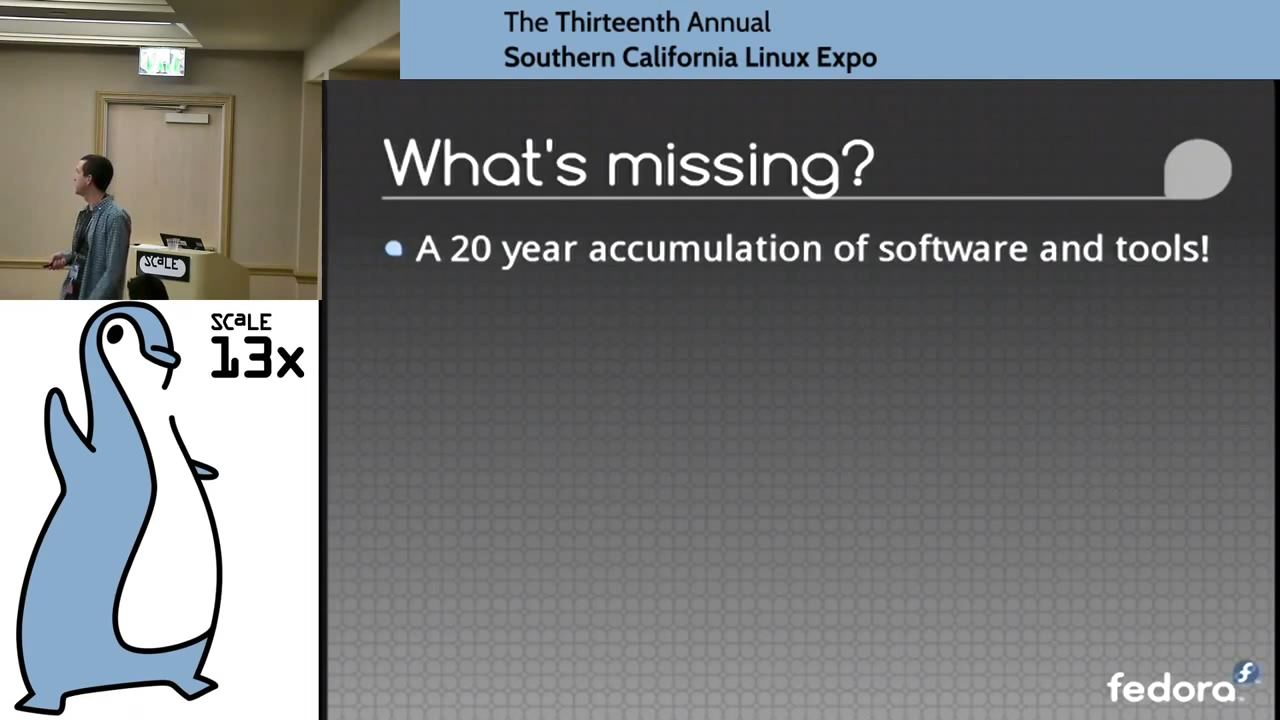 The Thirteenth Annual
Southern California Linux Expo
What's missing?
A 20 year accumulation of software and tools!
SCaLE
SCaLE
13x
fedora